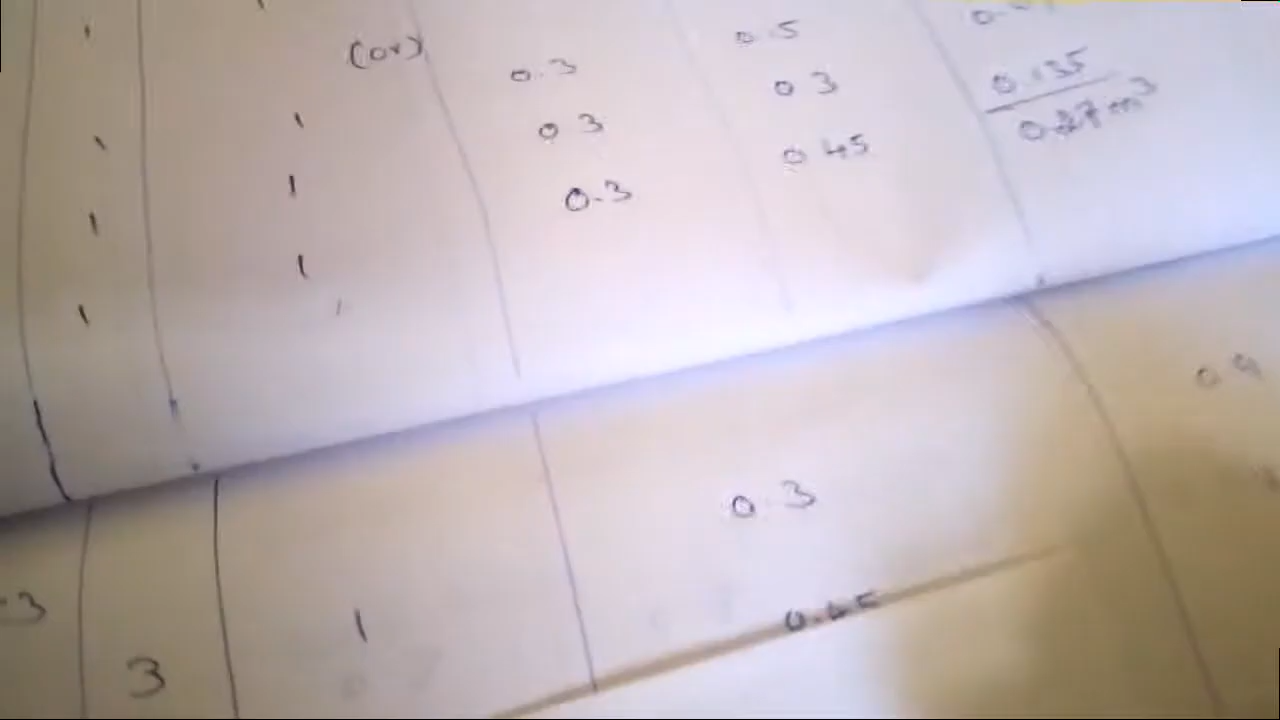 (or) 0.3 0.5
1 0.3 0.3 0.135
1 1 0.3 0.45 0.27m³
1 1
1
0.3
3 1 0.45